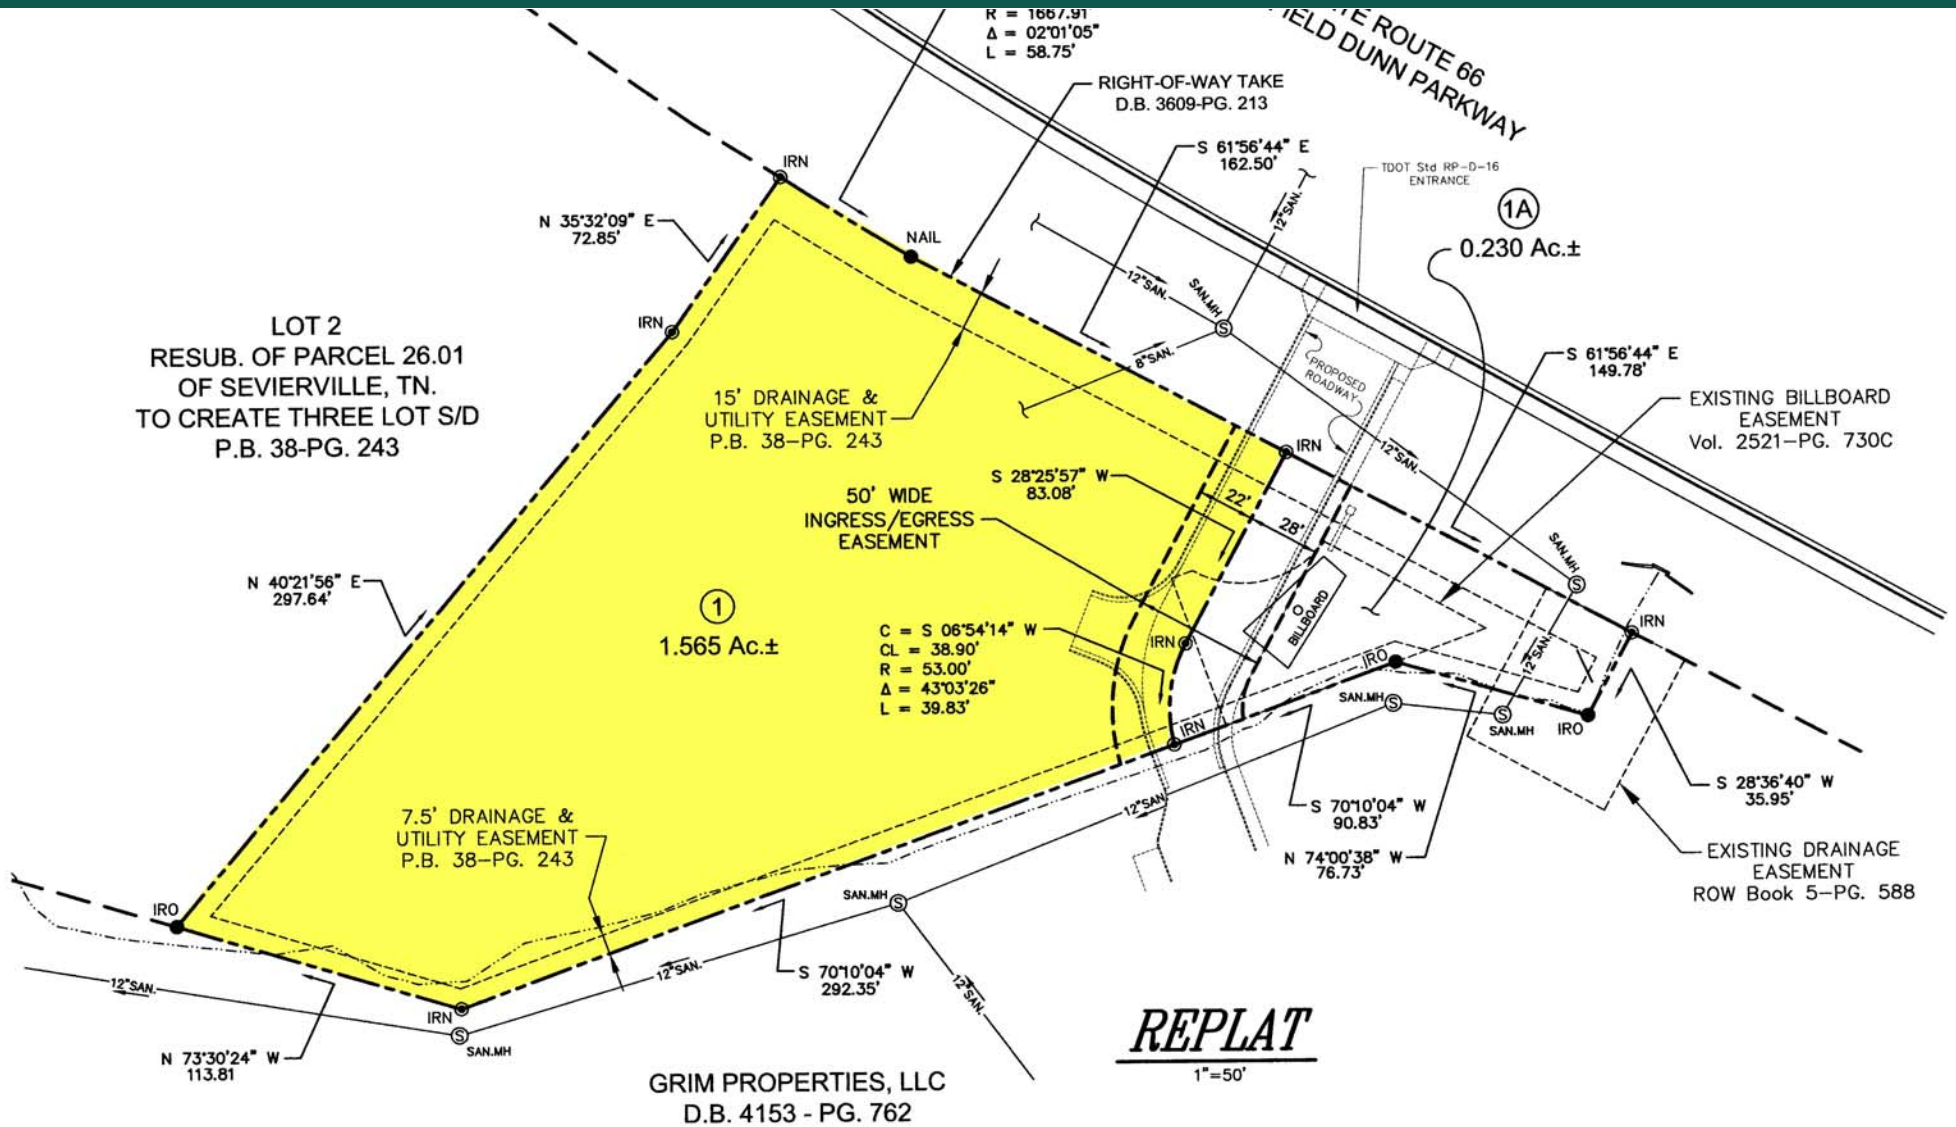 R = 1667.91'
Δ = 02°01'05"
L = 58.75'
ROUTE 66
DUNN PARKWAY
RIGHT-OF-WAY TAKE
D.B. 3609-PG. 213
S 61°56'44" E
162.50'
12"SAN.
TDOT Std RP-D-16
ENTRANCE
1A
0.230 Ac.±
IRN
N 35°32'09" E
72.85'
NAIL
12"SAN.
SAN.MH
S
8"SAN.
IRN
LOT 2
RESUB. OF PARCEL 26.01
OF SEVIERVILLE, TN.
TO CREATE THREE LOT S/D
P.B. 38-PG. 243
PROPOSED
ROADWAY
S 61°56'44" E
149.78'
EXISTING BILLBOARD
EASEMENT
Vol. 2521-PG. 730C
15' DRAINAGE &
UTILITY EASEMENT
P.B. 38-PG. 243
IRN
12"SAN.
S 28°25'57" W
83.08'
22'
28'
50' WIDE
INGRESS/EGRESS
EASEMENT
SAN.MH
S
N 40°21'56" E
297.64'
1
1.565 Ac.±
BILLBOARD
C = S 06°54'14" W
CL = 38.90'
R = 53.00'
Δ = 43°03'26"
L = 39.83'
IRN
IRO
12"SAN.
IRN
SAN.MH
S
S
SAN.MH
IRO
IRN
S 28°36'40" W
35.95'
7.5' DRAINAGE &
UTILITY EASEMENT
P.B. 38-PG. 243
12"SAN.
S 70°10'04" W
90.83'
N 74°00'38" W
76.73'
EXISTING DRAINAGE
EASEMENT
ROW Book 5-PG. 588
IRO
SAN.MH
S
12"SAN.
12"SAN.
S 70°10'04" W
292.35'
12"SAN.
IRN
S
SAN.MH
N 73°30'24" W
113.81
REPLAT
1"=50'
GRIM PROPERTIES, LLC
D.B. 4153 - PG. 762